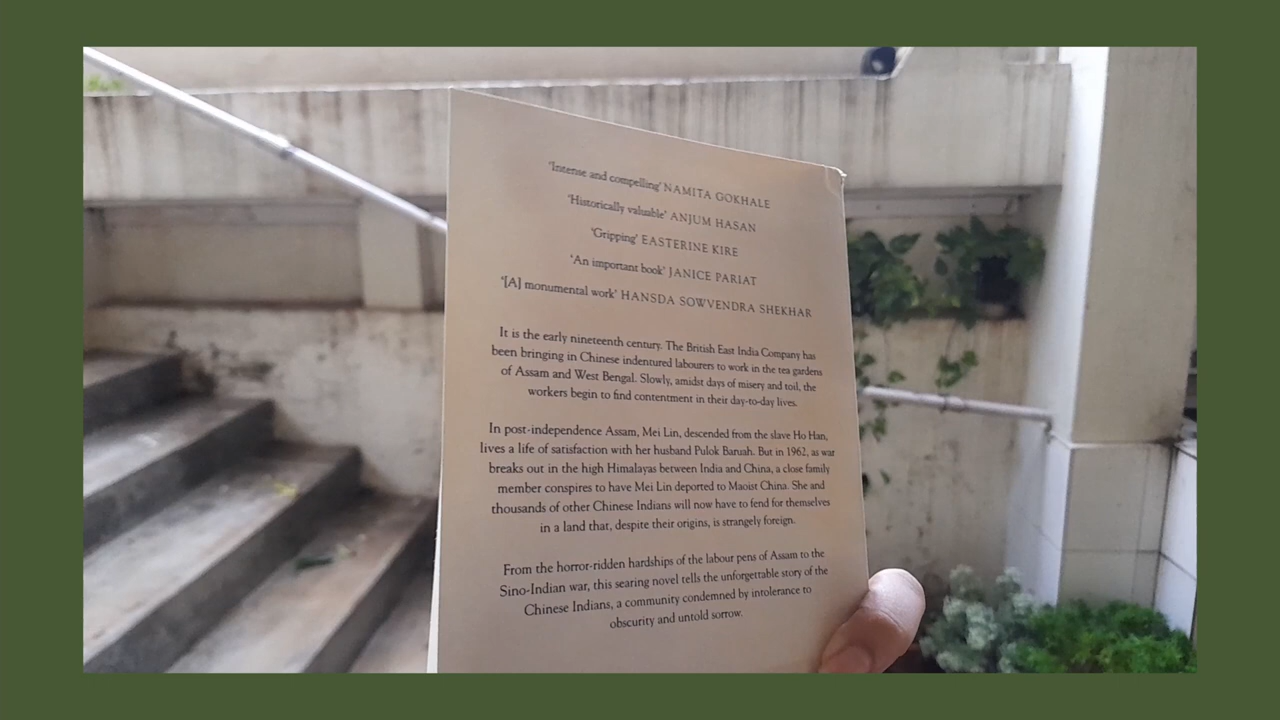 'Intense and compelling' NAMITA GOKHALE
'Historically valuable' ANJUM HASAN
'Gripping' EASTERINE KIRE
'An important book' JANICE PARIAT
'[A] monumental work' HANSDA SOWVENDRA SHEKHAR
It is the early nineteenth century. The British East India Company has
been bringing in Chinese indentured labourers to work in the tea gardens
of Assam and West Bengal. Slowly, amidst days of misery and toil, the
workers begin to find contentment in their day-to-day lives.
In post-independence Assam, Mei Lin, descended from the slave Ho Han,
lives a life of satisfaction with her husband Pulok Baruah. But in 1962, as war
breaks out in the high Himalayas between India and China, a close family
member conspires to have Mei Lin deported to Maoist China. She and
thousands of other Chinese Indians will now have to fend for themselves
in a land that, despite their origins, is strangely foreign.
From the horror-ridden hardships of the labour pens of Assam to the
Sino-Indian war, this searing novel tells the unforgettable story of the
Chinese Indians, a community condemned by intolerance to
obscurity and untold sorrow.